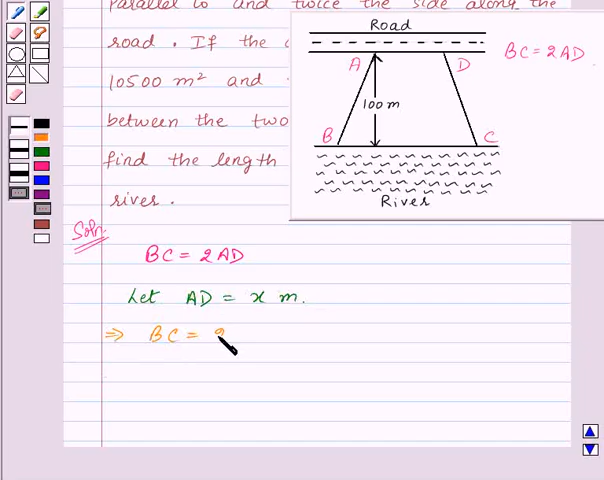 Parallel to and twice the side along the
road. If the
10500 m² and
between the two
find the length
river.
Road
A
D
BC=2AD
100 m
B
C
River
Soln
BC = 2AD
Let AD = x m.
⇒ BC =